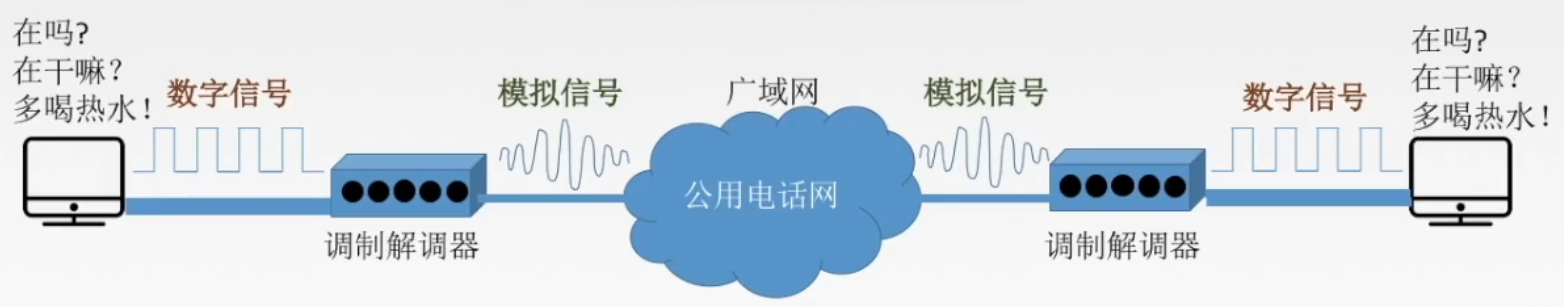 在吗?
在干嘛？
多喝热水！
数字信号
模拟信号
广域网
模拟信号
数字信号
在吗?
在干嘛？
多喝热水！
公用电话网
调制解调器
调制解调器